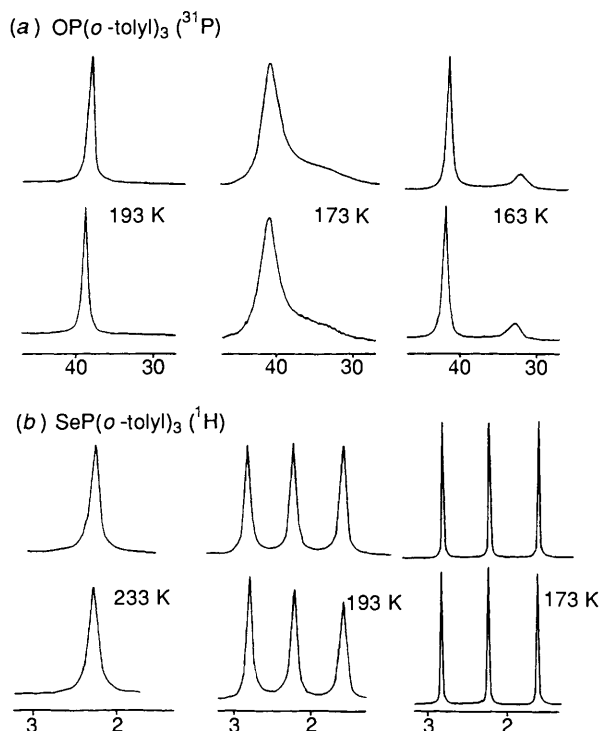 (a) OP(o-tolyl)₃ (³¹P)
193 K 173 K 163 K
40 30 40 30 40 30
(b) SeP(o-tolyl)₃ (¹H)
233 K 193 K 173 K
3 2 3 2 3 2